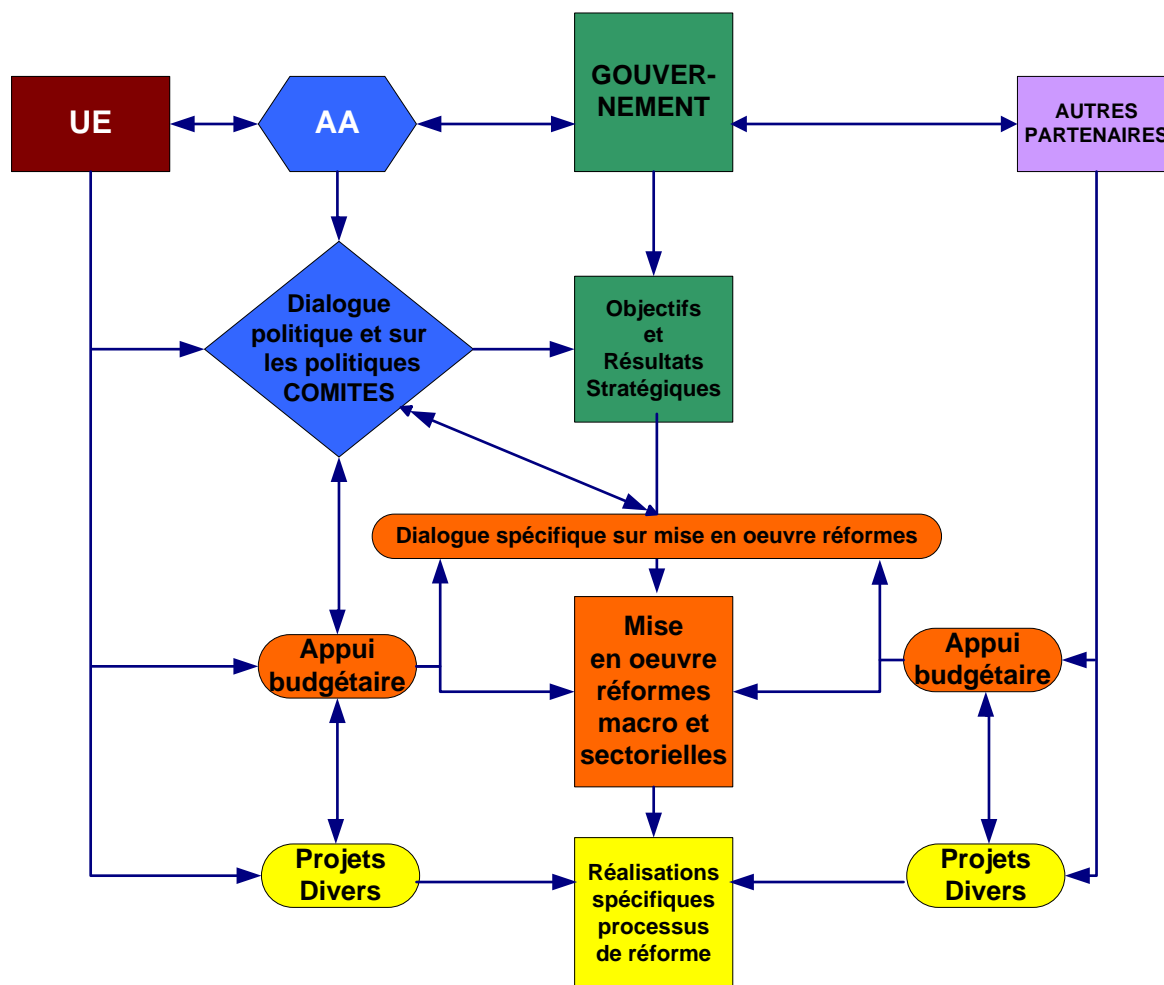 UE
AA
GOUVER-
NEMENT
AUTRES
PARTENAIRES
Dialogue
politique et sur
les politiques
COMITES
Objectifs
et
Résultats
Stratégiques
Dialogue spécifique sur mise en oeuvre réformes
Appui
budgétaire
Mise
en oeuvre
réformes
macro et
sectorielles
Appui
budgétaire
Projets
Divers
Réalisations
spécifiques
processus
de réforme
Projets
Divers